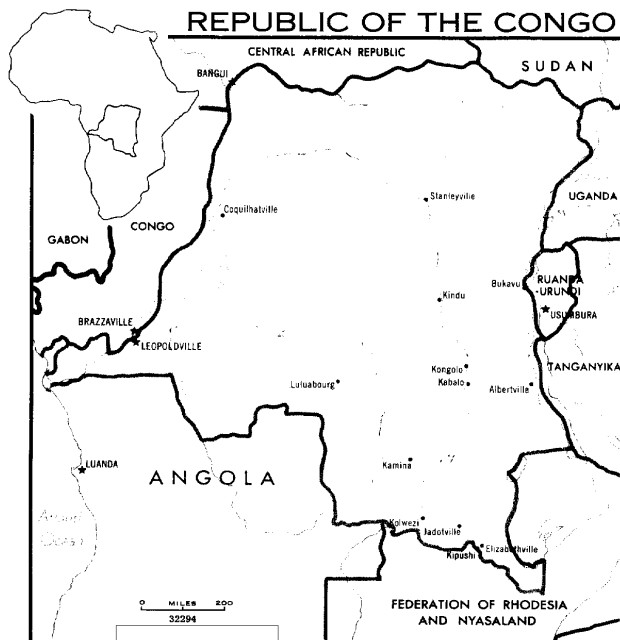 REPUBLIC OF THE CONGO
CENTRAL AFRICAN REPUBLIC
SUDAN
BANGUI
UGANDA
Stanleyville
Coquilhatville
CONGO
GABON
Bukavu
RUANDA
-URUNDI
Kindu
USUMBURA
BRAZZAVILLE
LEOPOLDVILLE
TANGANYIKA
Kongolo
Kabalo
Luluabourg
Albertville
LUANDA
Kamina
ANGOLA
Atlantic
Ocean
Kolwezi
Jadotville
Kipushi
Elizabethville
0 MILES 200
32294
FEDERATION OF RHODESIA
AND NYASALAND